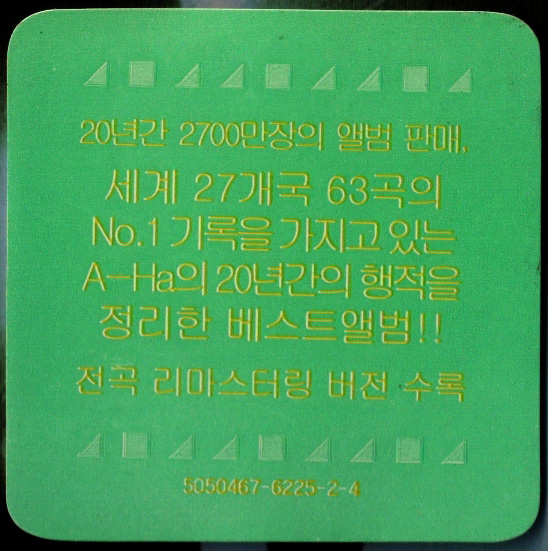 20년간 2700만장의 앨범 판매,
세계 27개국 63곡의
No.1 기록을 가지고 있는
A-Ha의 20년간의 행적을
정리한 베스트앨범!!
전곡 리마스터링 버전 수록
5050467-6225-2-4